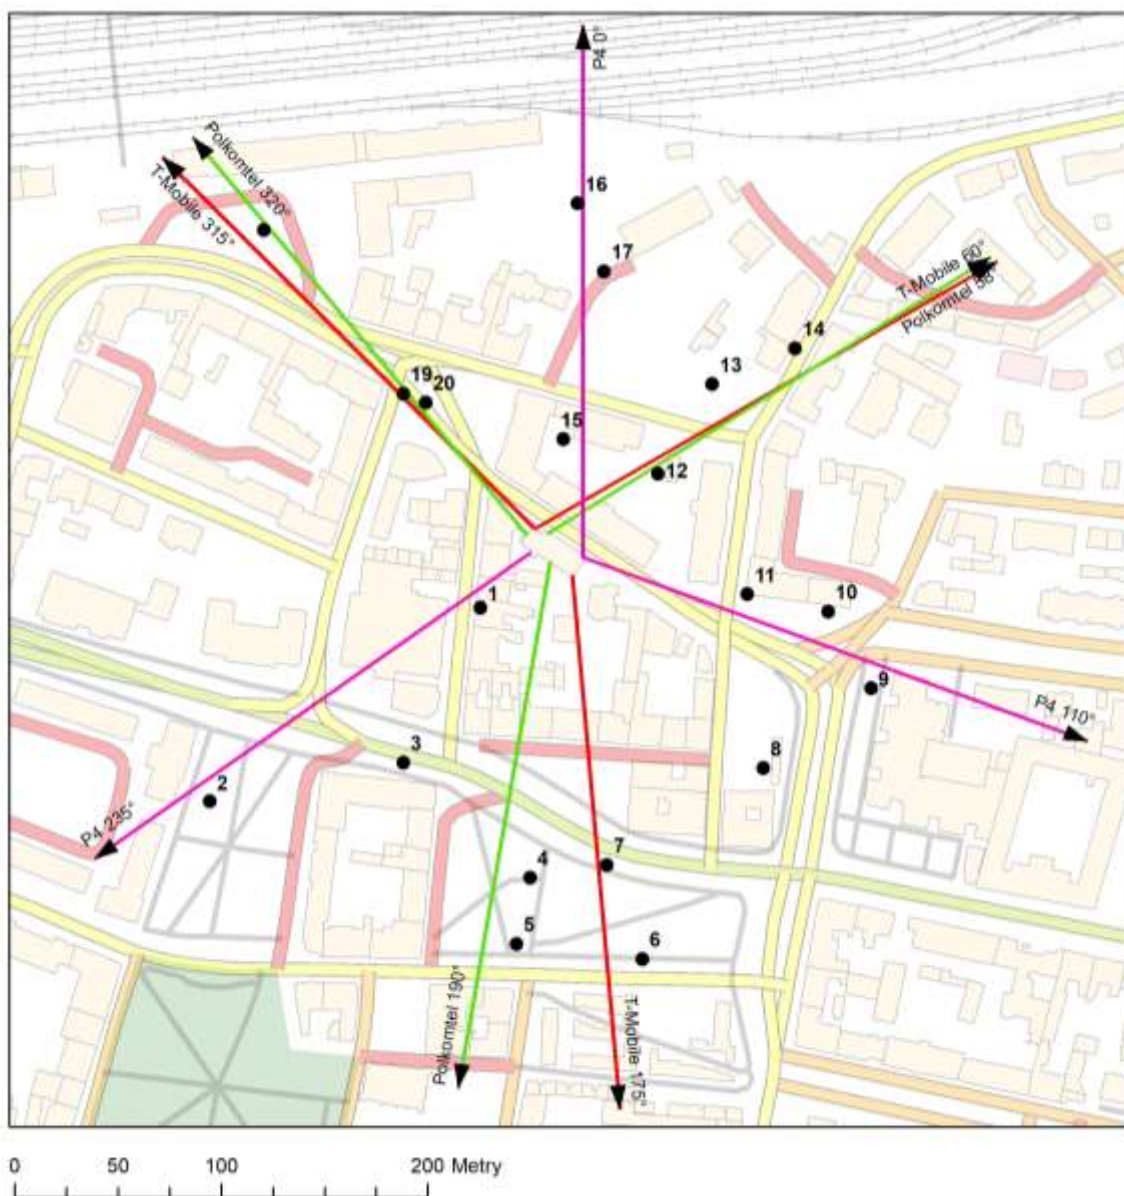 P4 0°
Polkomtel 320°
T-Mobile 315°
16
17
T-Mobile 60°
Polkomtel 58°
14
13
19
20
15
12
11
10
1
9
P4 110°
3
8
2
P4 235°
7
4
5
6
Polkomtel 190°
T-Mobile 175°
0 50 100 200 Metry